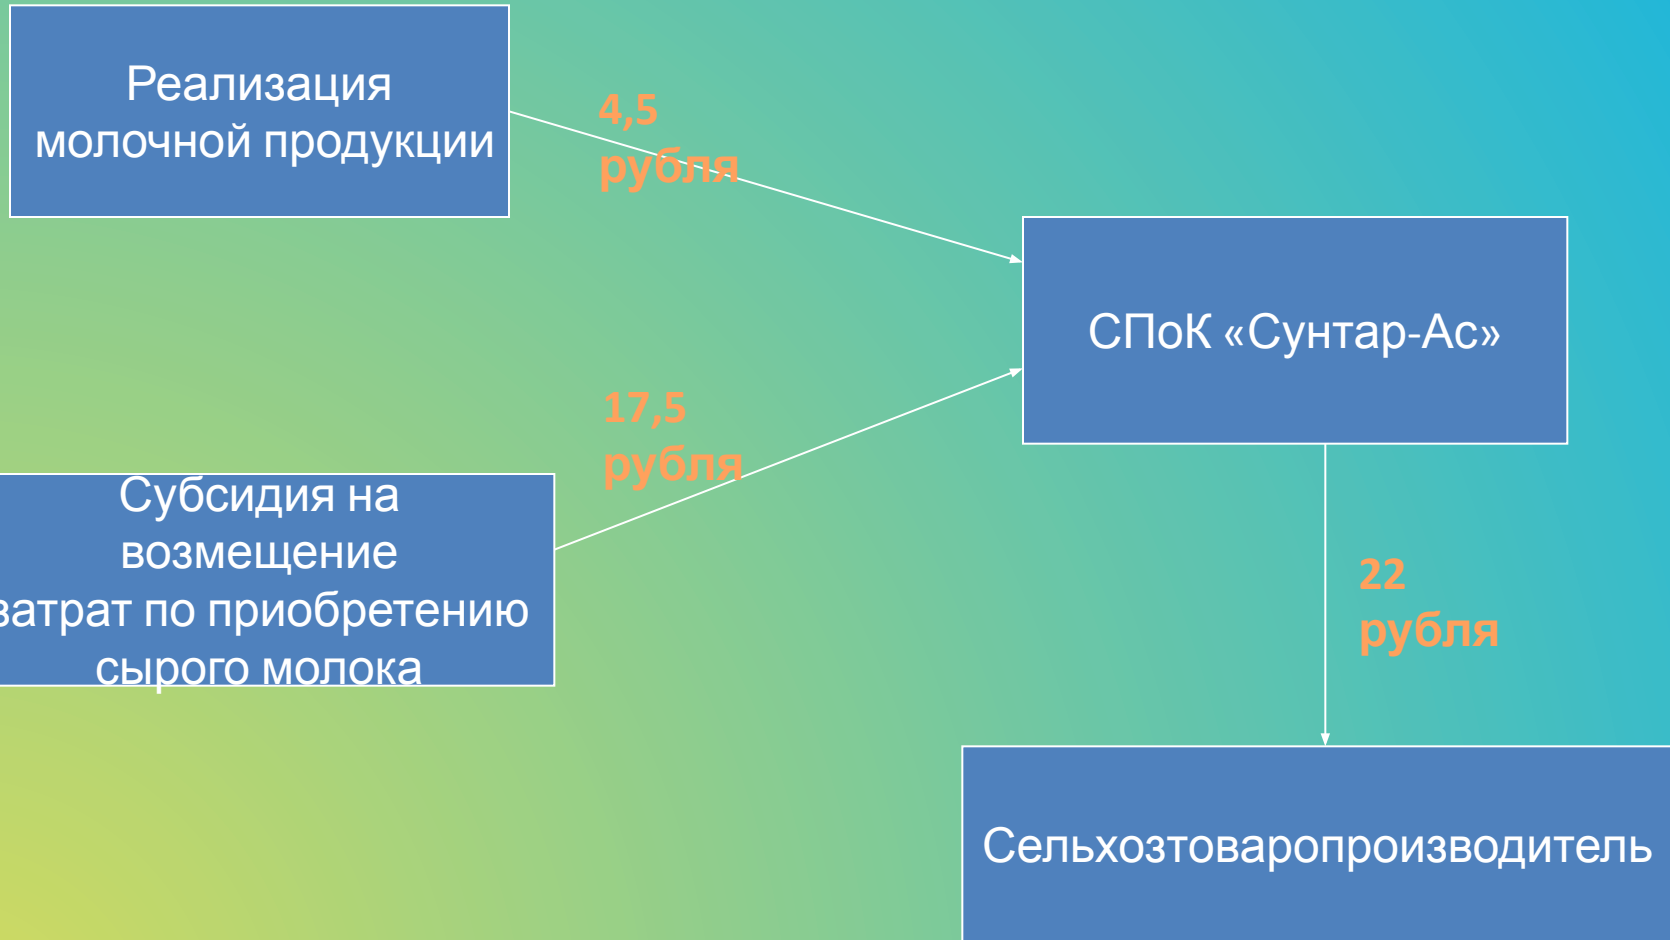 Реализация
молочной продукции
4,5
рубля
СПоК «Сунтар-Ас»
17,5
рубля
Субсидия на
возмещение
затрат по приобретению
сырого молока
22
рубля
Сельхозтоваропроизводитель